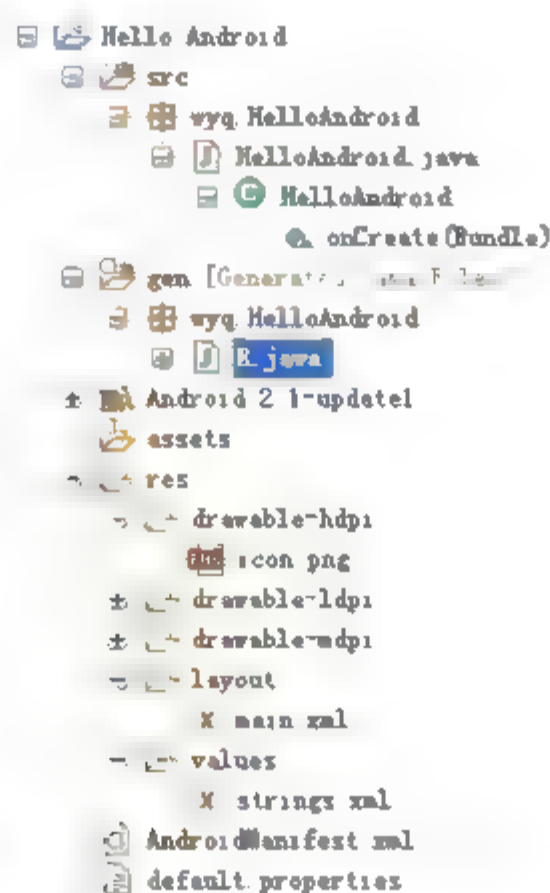 Hello Android
src
wyq.HelloAndroid
HelloAndroid.java
HelloAndroid
onCreate(Bundle)
gen [Generated
wyq.HelloAndroid
R.java
Android 2.1-update1
assets
res
drawable-hdpi
icon.png
drawable-ldpi
drawable-mdpi
layout
main.xml
values
strings.xml
AndroidManifest.xml
default.properties